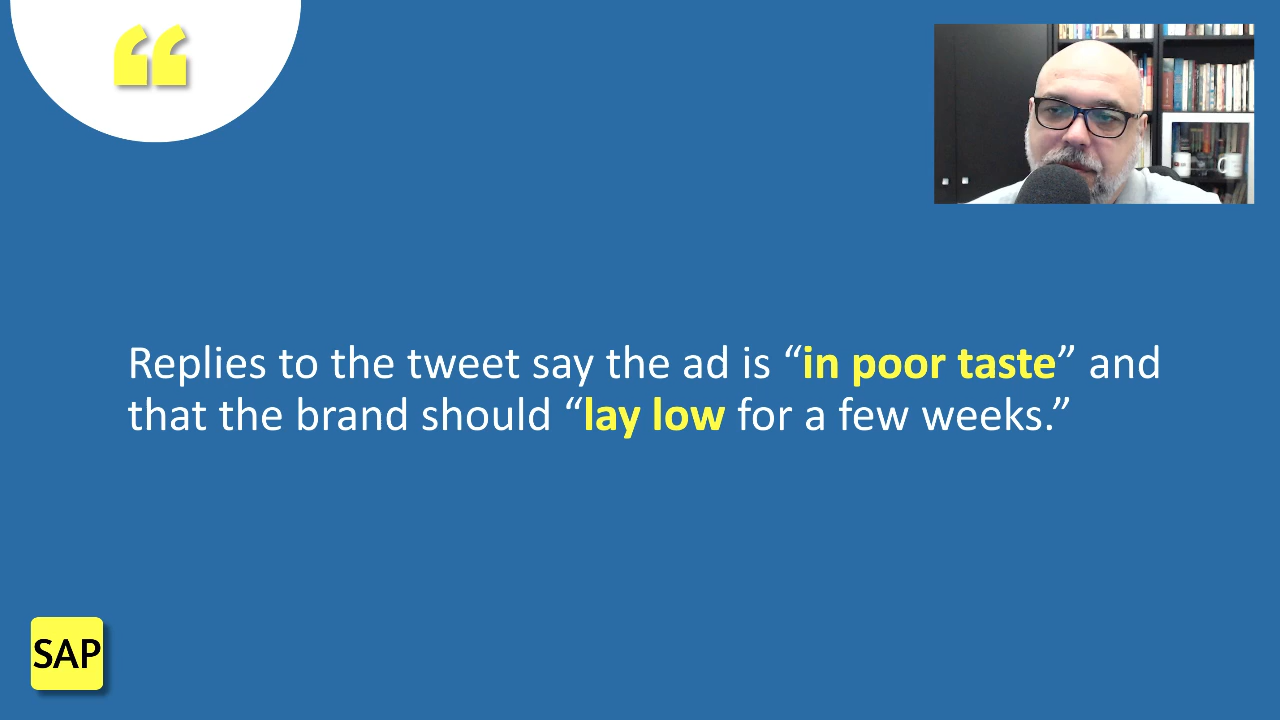 “
Replies to the tweet say the ad is “in poor taste” and
that the brand should “lay low for a few weeks.”
SAP